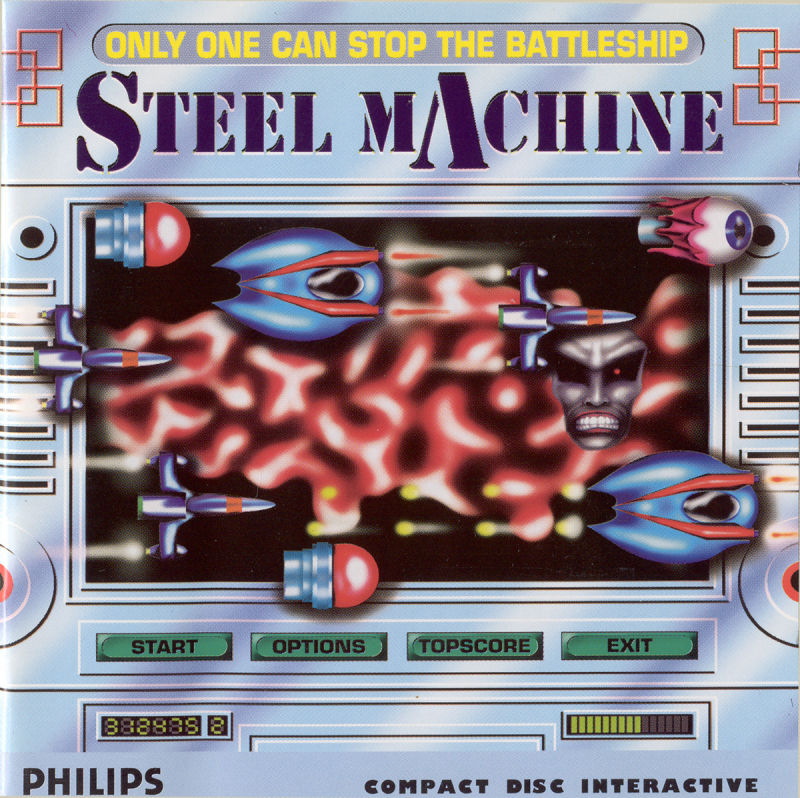 ONLY ONE CAN STOP THE BATTLESHIP
STEEL MACHINE
START OPTIONS TOPSCORE EXIT
PHILIPS COMPACT DISC INTERACTIVE